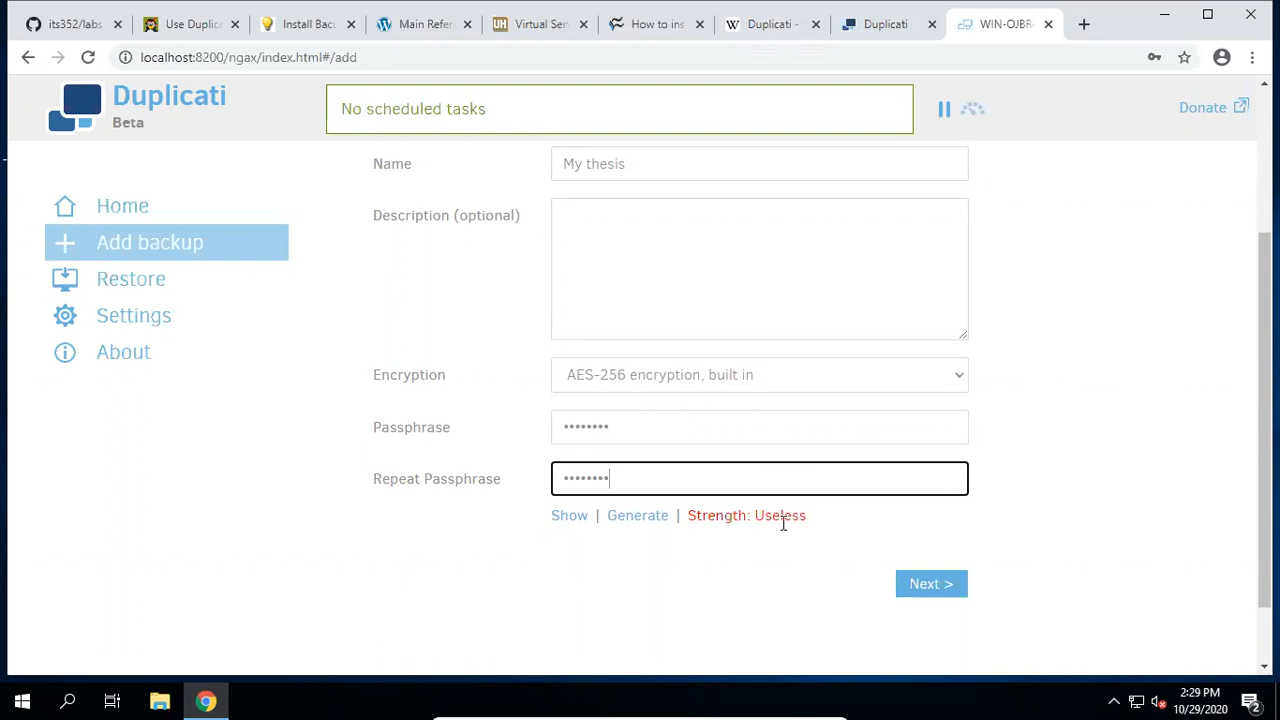 its352/labs
Use Duplica
Install Bacu
Main Refer
Virtual Serv
How to ins
Duplicati -
Duplicati
WIN-OJBR
localhost:8200/ngax/index.html#/add
Duplicati
Beta
No scheduled tasks
Donate
Name
My thesis
Home
Description (optional)
Add backup
Restore
Settings
About
Encryption
AES-256 encryption, built in
Passphrase
••••••••
Repeat Passphrase
••••••••
Show | Generate | Strength: Useless
Next >
2:29 PM
10/29/2020
2